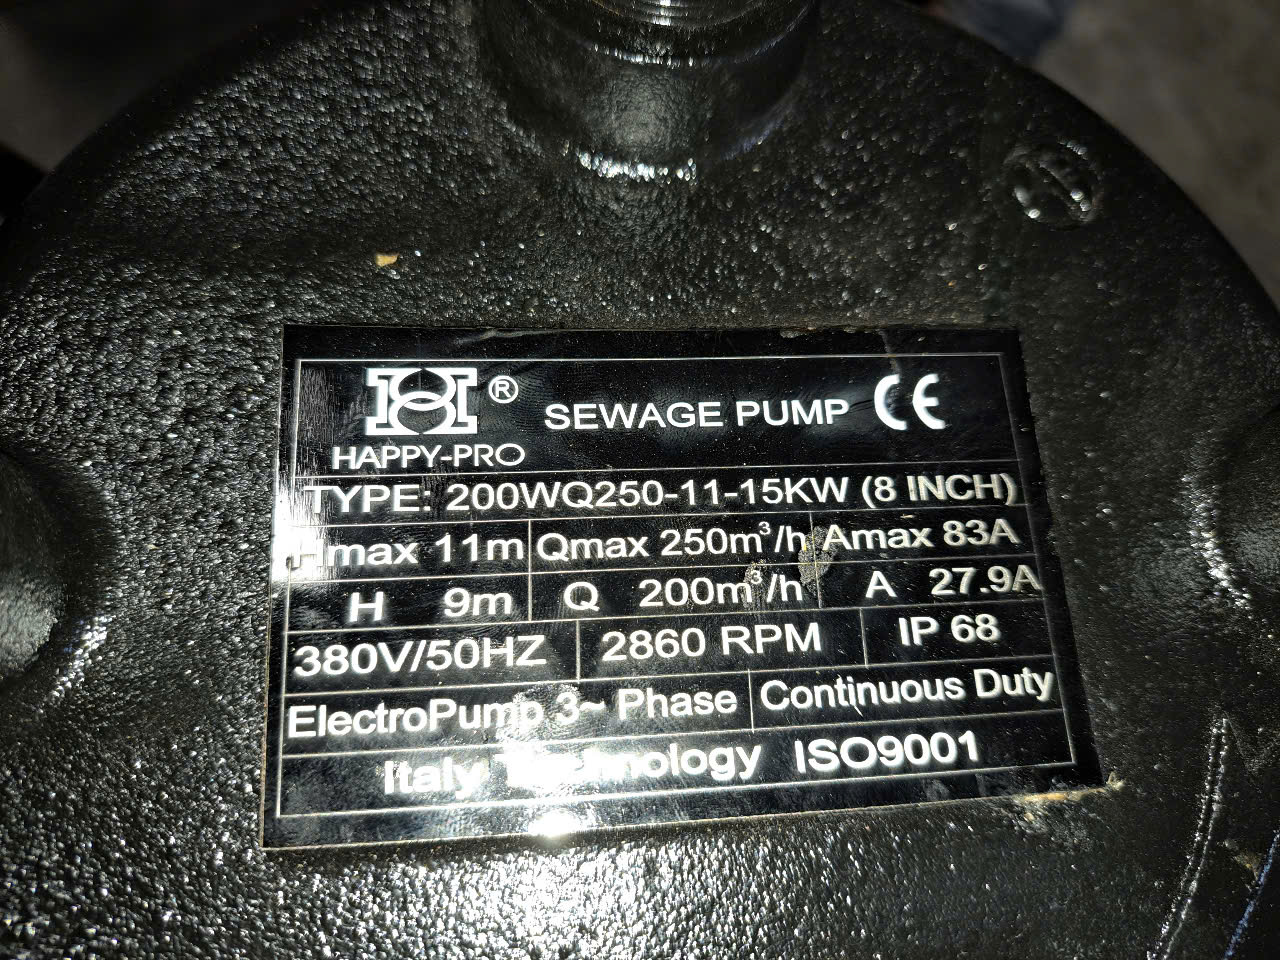 ® SEWAGE PUMP CE
HAPPY-PRO
TYPE: 200WQ250-11-15KW (8 INCH)
Hmax 11m Qmax 250m³/h Amax 83A
H 9m Q 200m³/h A 27.9A
380V/50HZ 2860 RPM IP 68
ElectroPump 3~ Phase Continuous Duty
Italy Technology ISO9001